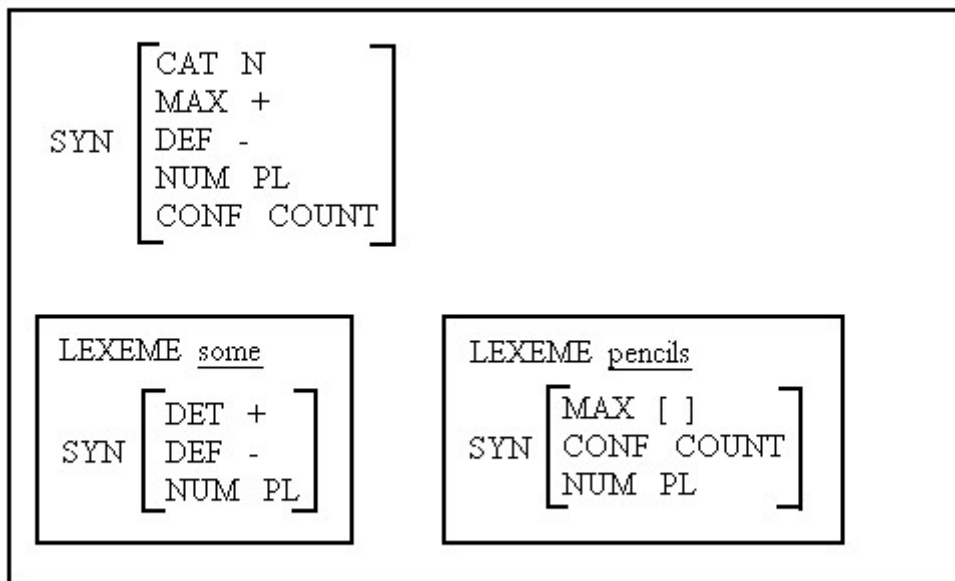 CAT N
MAX +
SYN DEF -
NUM PL
CONF COUNT
LEXEME some
DET +
SYN DEF -
NUM PL
LEXEME pencils
MAX [ ]
SYN CONF COUNT
NUM PL